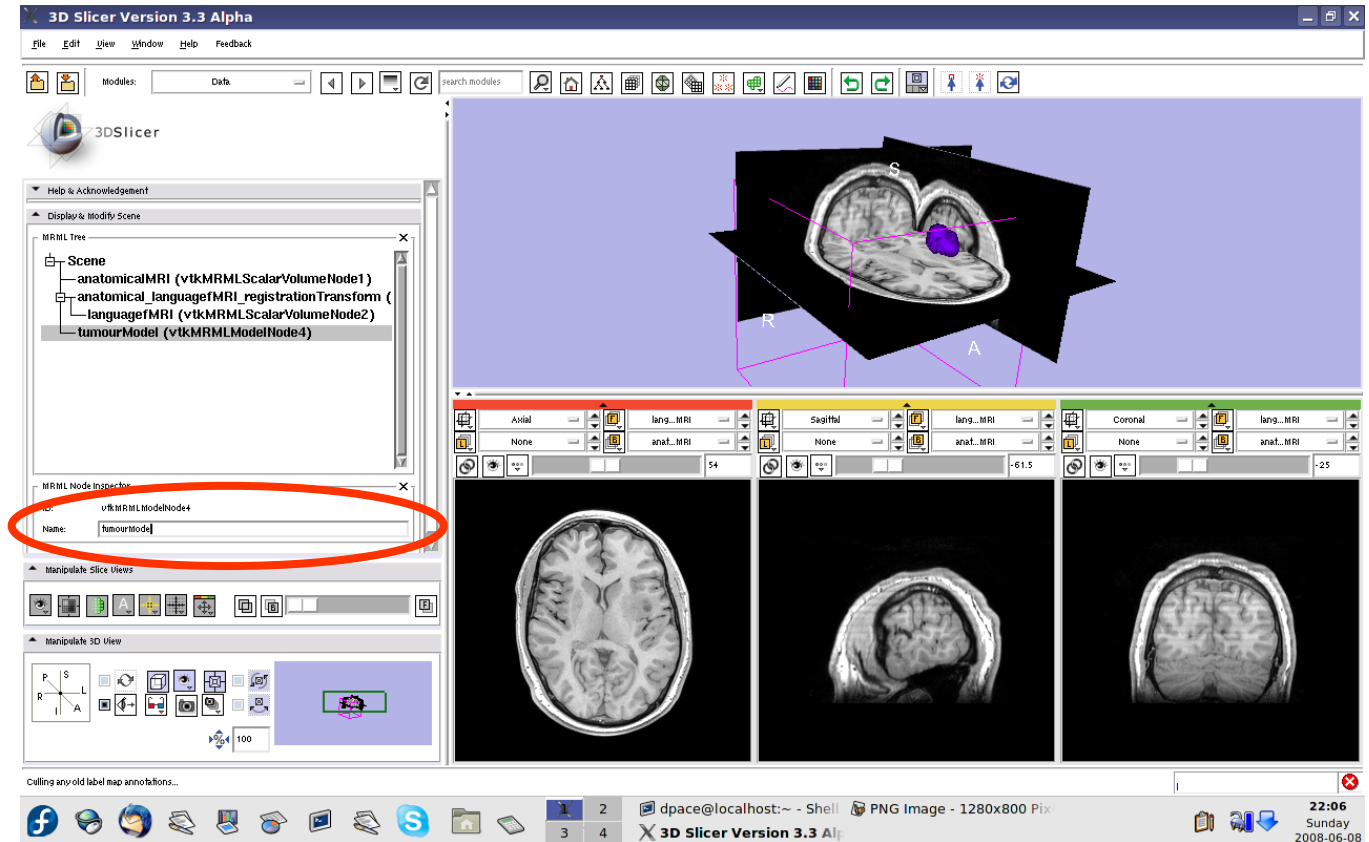 3D Slicer Version 3.3 Alpha
File Edit View Window Help Feedback
Modules: Data search modules
3DSlicer
Help & Acknowledgement
Display & Modify Scene
MRML Tree
Scene
anatomicalMRI (vtkMRMLScalarVolumeNode1)
anatomical_languagefMRI_registrationTransform (
languagefMRI (vtkMRMLScalarVolumeNode2)
tumourModel (vtkMRMLModelNode4)
MRML Node Inspector
ID: vtkMRMLModelNode4
Name: tumourModel
Manipulate Slice Views
Manipulate 3D View
P S
R L
I A
% 100
S
R
A
Axial lang...MRI
None anat...MRI
54
Sagittal lang...MRI
None anat...MRI
-61.5
Coronal lang...MRI
None anat...MRI
-25
Culling any old label map annotations...
1 2
3 4
dpace@localhost:~ - Shell
PNG Image - 1280x800 Pix
3D Slicer Version 3.3 Alp
22:06
Sunday
2008-06-08